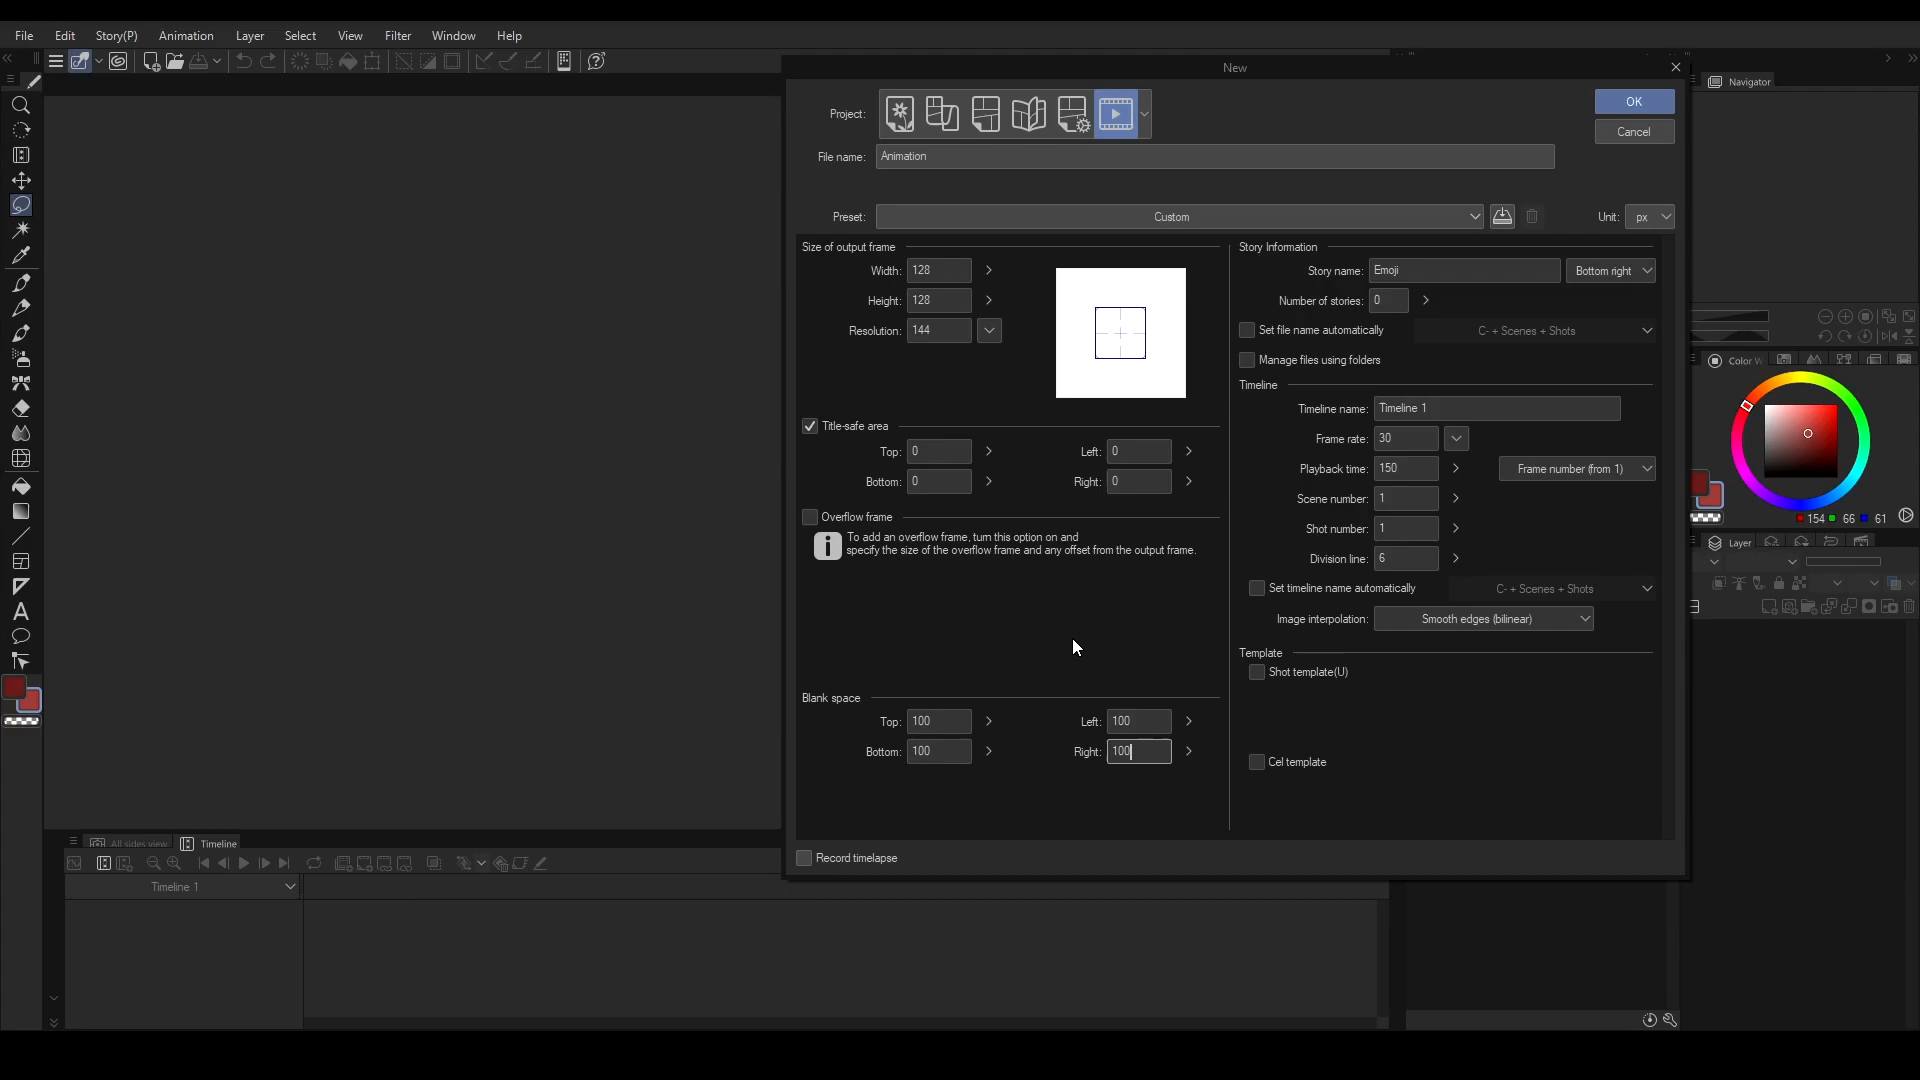 File Edit Story(P) Animation Layer Select View Filter Window Help
New
Navigator
Project:
OK
Cancel
File name: Animation
Preset: Custom Unit: px
Size of output frame
Width: 128
Height: 128
Resolution: 144
Title-safe area
Top: 0 Left: 0
Bottom: 0 Right: 0
Overflow frame
To add an overflow frame, turn this option on and
specify the size of the overflow frame and any offset from the output frame.
Blank space
Top: 100 Left: 100
Bottom: 100 Right: 100
Record timelapse
Story Information
Story name: Emoji Bottom right
Number of stories: 0
Set file name automatically C- + Scenes + Shots
Manage files using folders
Timeline
Timeline name: Timeline 1
Frame rate: 30
Playback time: 150 Frame number (from 1)
Scene number: 1
Shot number: 1
Division line: 6
Set timeline name automatically C- + Scenes + Shots
Image interpolation: Smooth edges (bilinear)
Template
Shot template(U)
Cel template
Color W
154 66 61
Layer
All sides view Timeline
Timeline 1